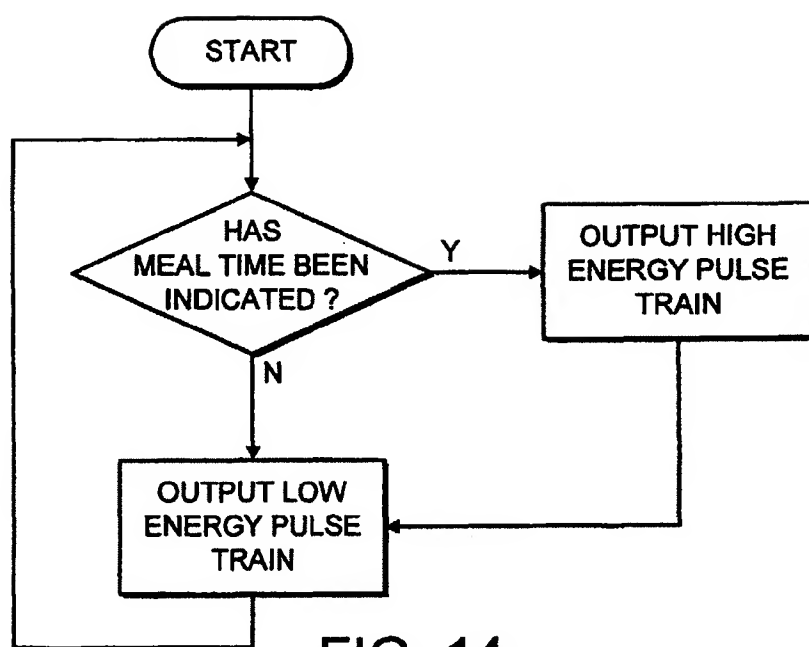 START
HAS
MEAL TIME BEEN
INDICATED ?
Y
OUTPUT HIGH
ENERGY PULSE
TRAIN
N
OUTPUT LOW
ENERGY PULSE
TRAIN
FIG. 14